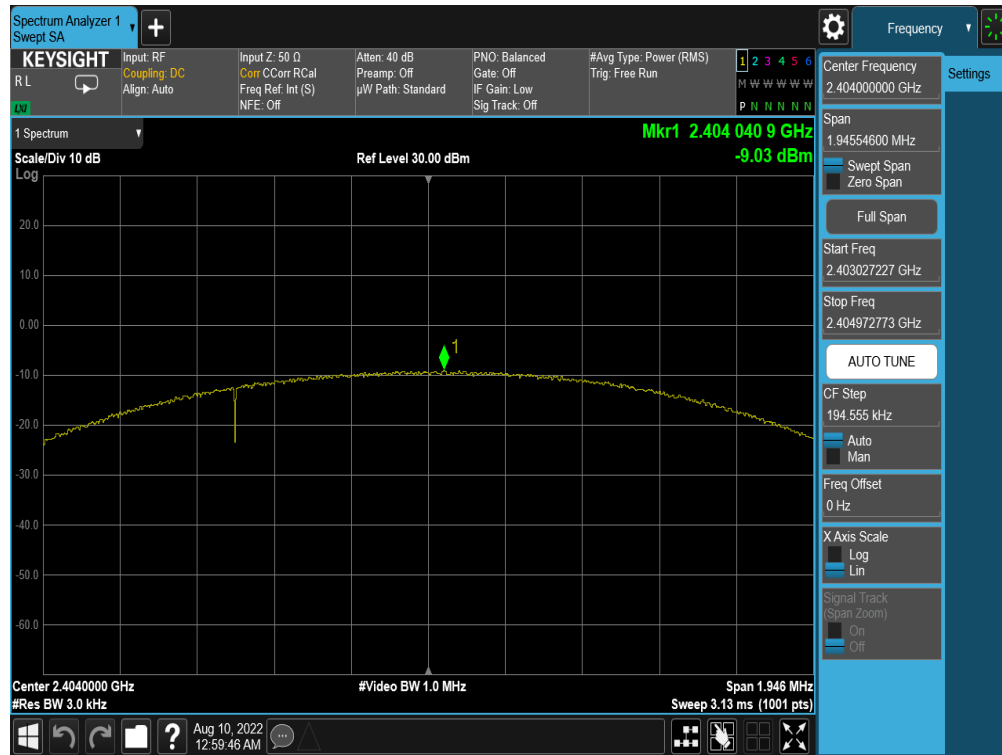 Spectrum Analyzer 1
Swept SA
+
Frequency
KEYSIGHT
R L
LXI
Input: RF
Coupling: DC
Align: Auto
Input Z: 50 Ω
Corr CCorr RCal
Freq Ref: Int (S)
NFE: Off
Atten: 40 dB
Preamp: Off
µW Path: Standard
PNO: Balanced
Gate: Off
IF Gain: Low
Sig Track: Off
#Avg Type: Power (RMS)
Trig: Free Run
1 2 3 4 5 6
M W W W W W
P N N N N N
Center Frequency
2.404000000 GHz
Settings
Span
1.94554600 MHz
Swept Span
Zero Span
Full Span
Start Freq
2.403027227 GHz
Stop Freq
2.404972773 GHz
AUTO TUNE
CF Step
194.555 kHz
Auto
Man
Freq Offset
0 Hz
X Axis Scale
Log
Lin
Signal Track
(Span Zoom)
On
Off
1 Spectrum
Scale/Div 10 dB
Ref Level 30.00 dBm
Mkr1 2.404 040 9 GHz
-9.03 dBm
Log
20.0
10.0
0.00
1
-10.0
-20.0
-30.0
-40.0
-50.0
-60.0
Center 2.4040000 GHz
#Video BW 1.0 MHz
Span 1.946 MHz
#Res BW 3.0 kHz
Sweep 3.13 ms (1001 pts)
?
Aug 10, 2022
12:59:46 AM